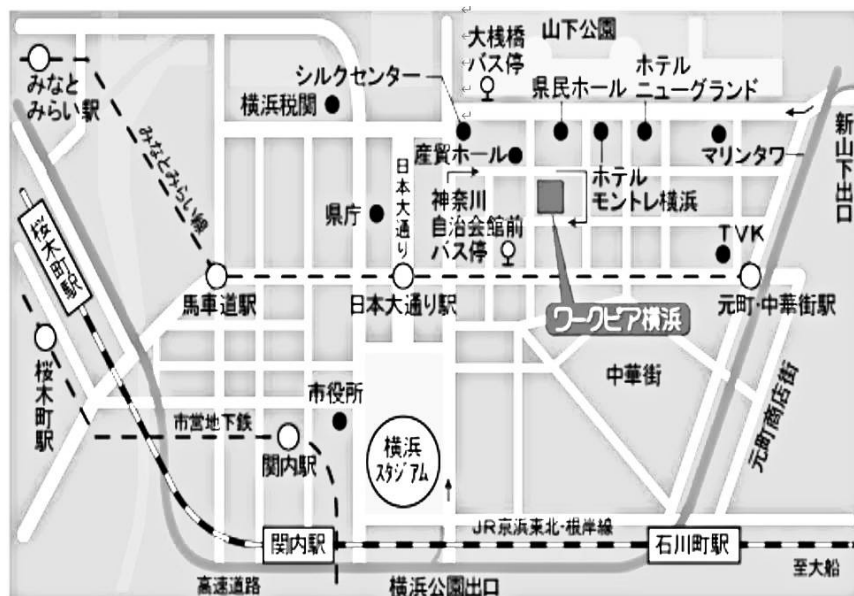 大桟橋
バス停
山下公園
みなと
みらい駅
シルクセンター
横浜税関
県民ホール
ホテル
ニューグランド
みなとみらい線
産貿ホール
日本大通り
マリンタワー
新山下出口
神奈川
自治会館前
バス停
ホテル
モントレ横浜
県庁
TVK
桜木町駅
馬車道駅
日本大通り駅
元町・中華街駅
ワークピア横浜
桜木町駅
中華街
市役所
市営地下鉄
関内駅
横浜
スタジアム
元町商店街
JR京浜東北・根岸線
関内駅
石川町駅
至大船
高速道路
横浜公園出口